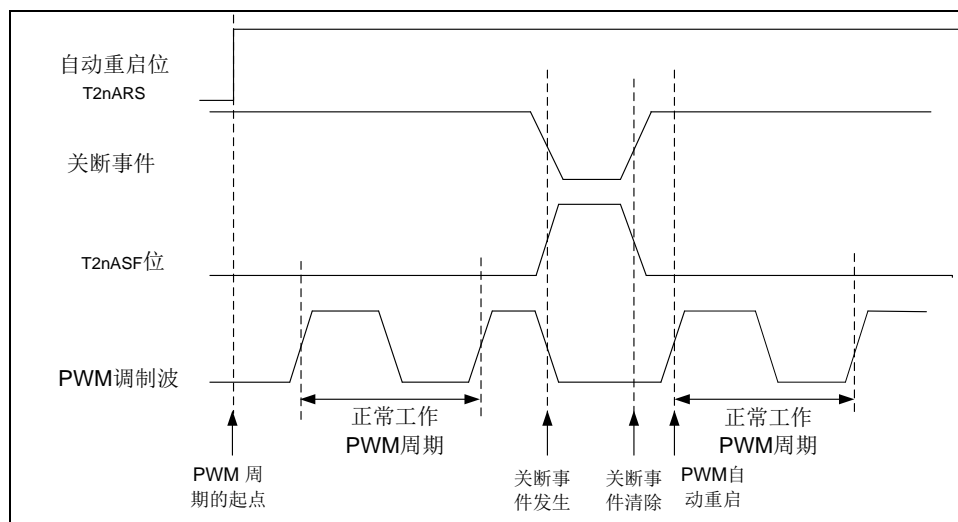 自动重启位
T2nARS
关断事件
T2nASF位
PWM调制波
正常工作
PWM周期
正常工作
PWM周期
PWM 周
期的起点
关断事
件发生
关断事
件清除
PWM自
动重启